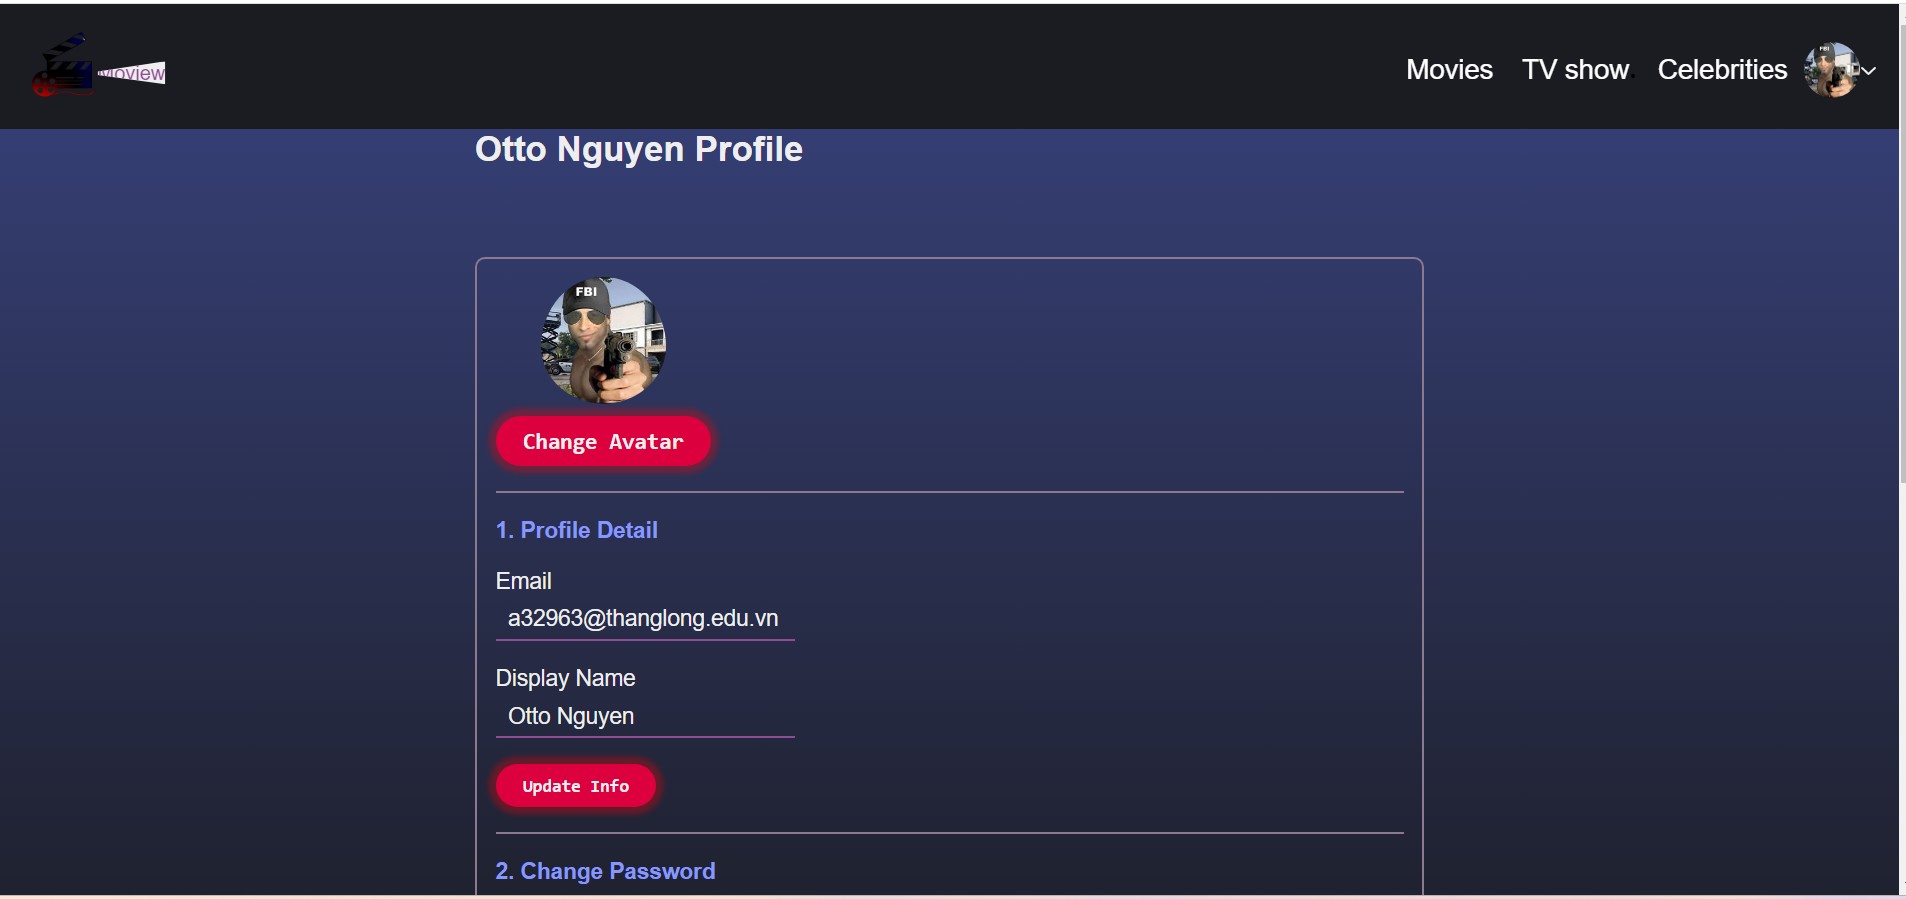 Moview
Movies TV show Celebrities
Otto Nguyen Profile
FBI
Change Avatar
1. Profile Detail
Email
a32963@thanglong.edu.vn
Display Name
Otto Nguyen
Update Info
2. Change Password